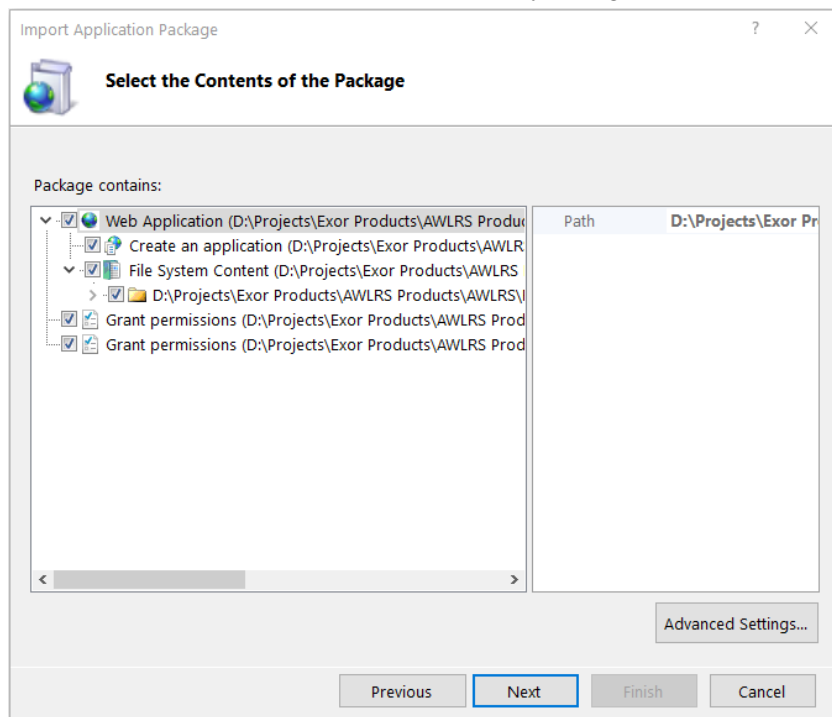 Import Application Package
Select the Contents of the Package
Package contains:
Web Application (D:\Projects\Exor Products\AWLRS Produc
Create an application (D:\Projects\Exor Products\AWLR
File System Content (D:\Projects\Exor Products\AWLRS
D:\Projects\Exor Products\AWLRS Products\AWLRS\
Grant permissions (D:\Projects\Exor Products\AWLRS Prod
Grant permissions (D:\Projects\Exor Products\AWLRS Prod
Path D:\Projects\Exor Pr
Advanced Settings...
Previous Next Finish Cancel